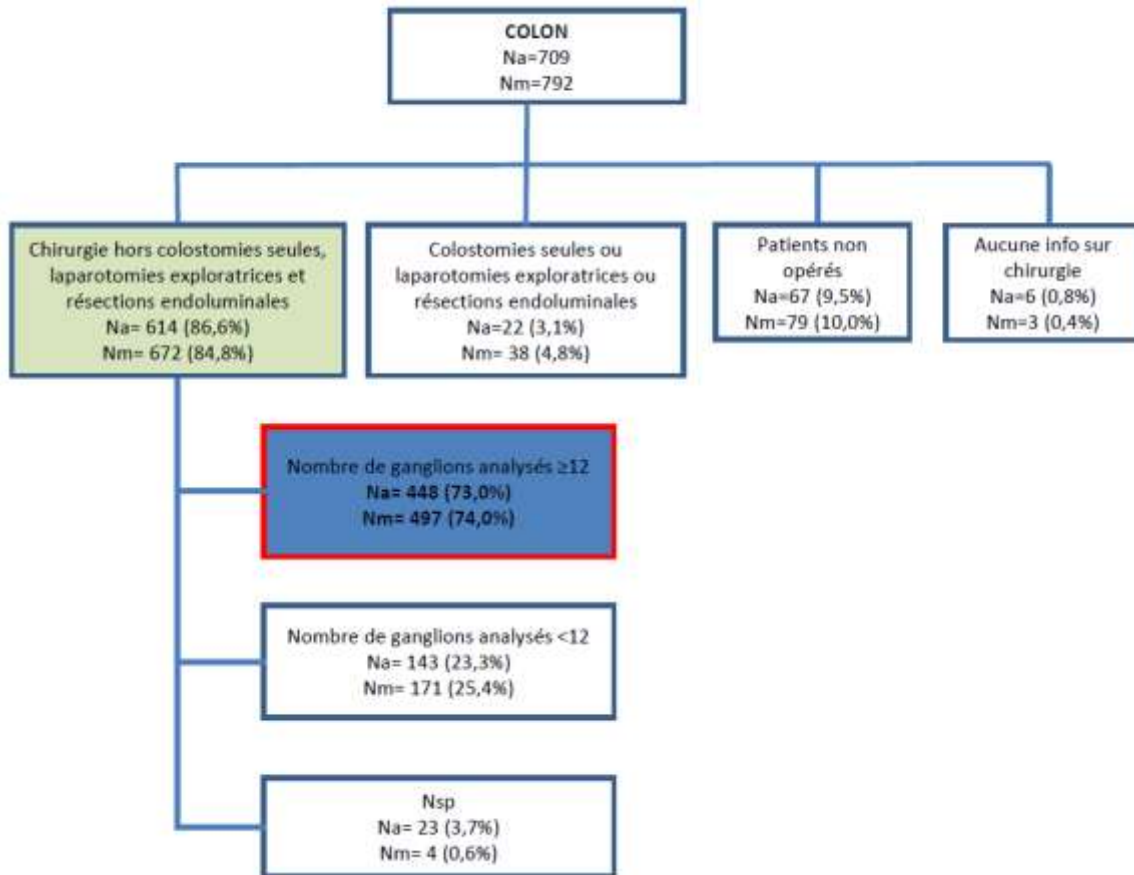 COLON
Na=709
Nm=792
Chirurgie hors colostomies seules,
laparotomies exploratrices et
résections endoluminales
Na= 614 (86,6%)
Nm= 672 (84,8%)
Colostomies seules ou
laparotomies exploratrices ou
résections endoluminales
Na=22 (3,1%)
Nm= 38 (4,8%)
Patients non
opérés
Na=67 (9,5%)
Nm=79 (10,0%)
Aucune info sur
chirurgie
Na=6 (0,8%)
Nm=3 (0,4%)
Nombre de ganglions analysés ≥12
Na= 448 (73,0%)
Nm= 497 (74,0%)
Nombre de ganglions analysés <12
Na= 143 (23,3%)
Nm= 171 (25,4%)
Nsp
Na= 23 (3,7%)
Nm= 4 (0,6%)